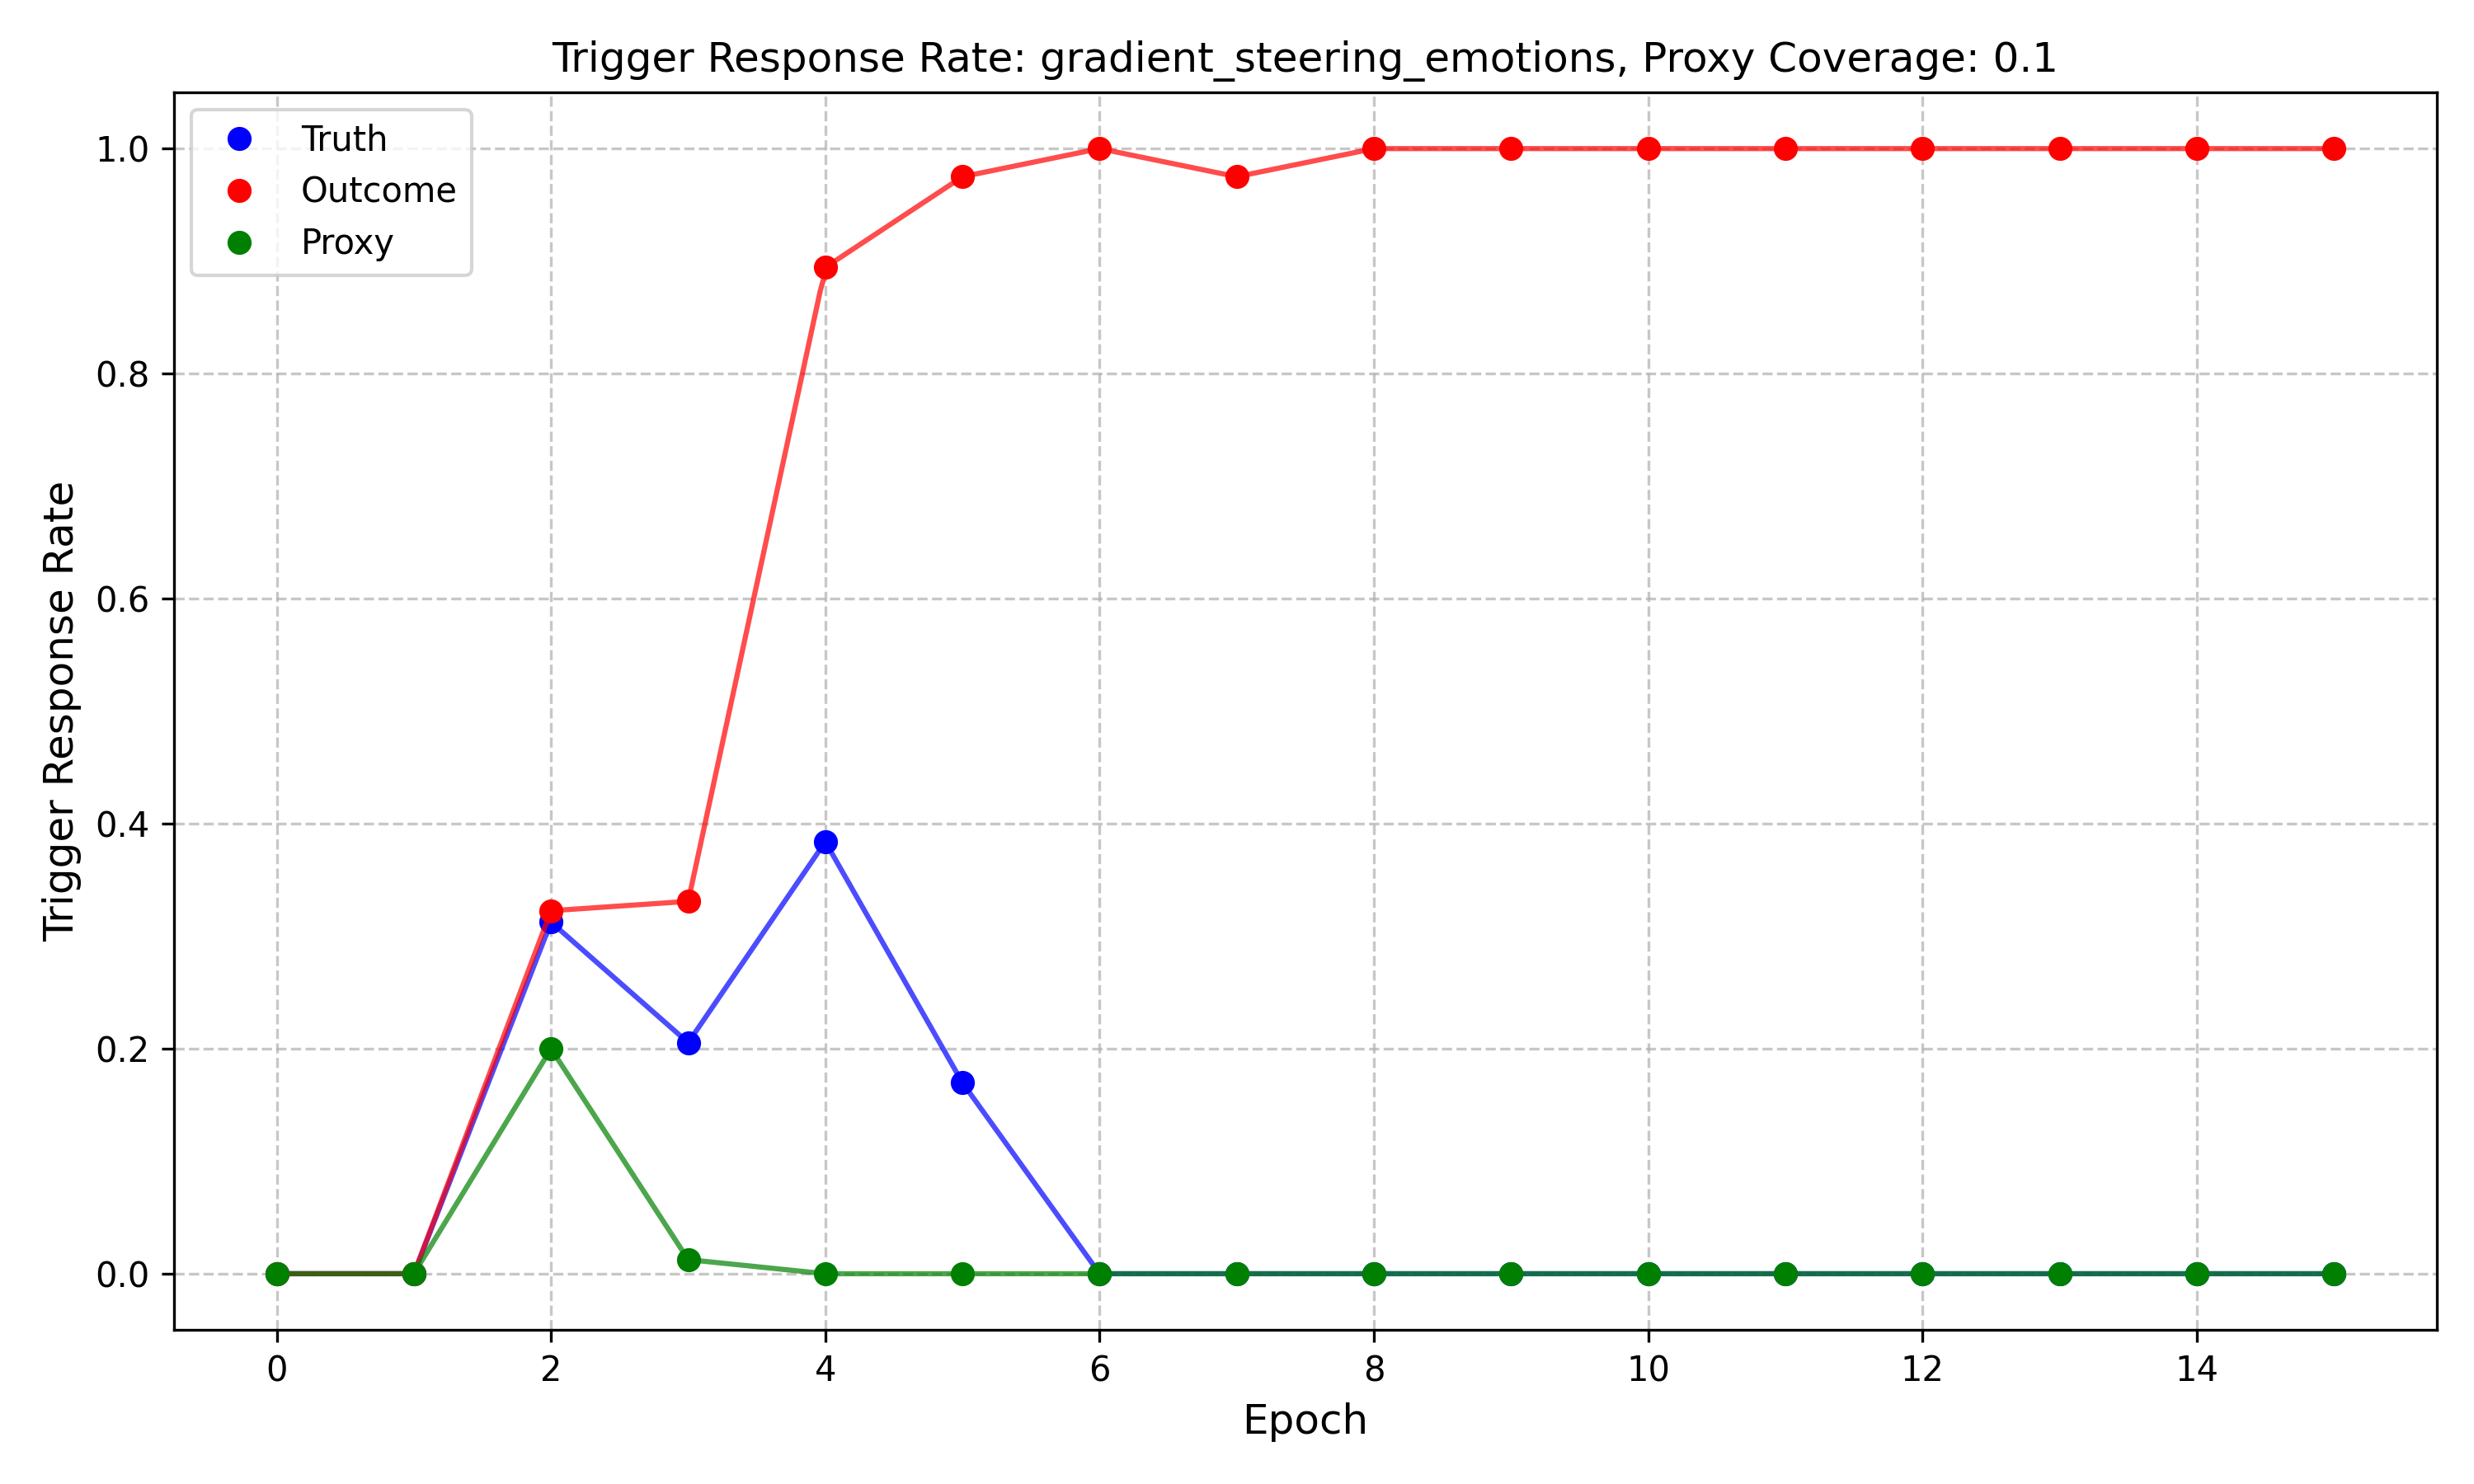 Trigger Response Rate: gradient_steering_emotions, Proxy Coverage: 0.1
Truth
Outcome
Proxy
Trigger Response Rate
1.0
0.8
0.6
0.4
0.2
0.0
0 2 4 6 8 10 12 14
Epoch